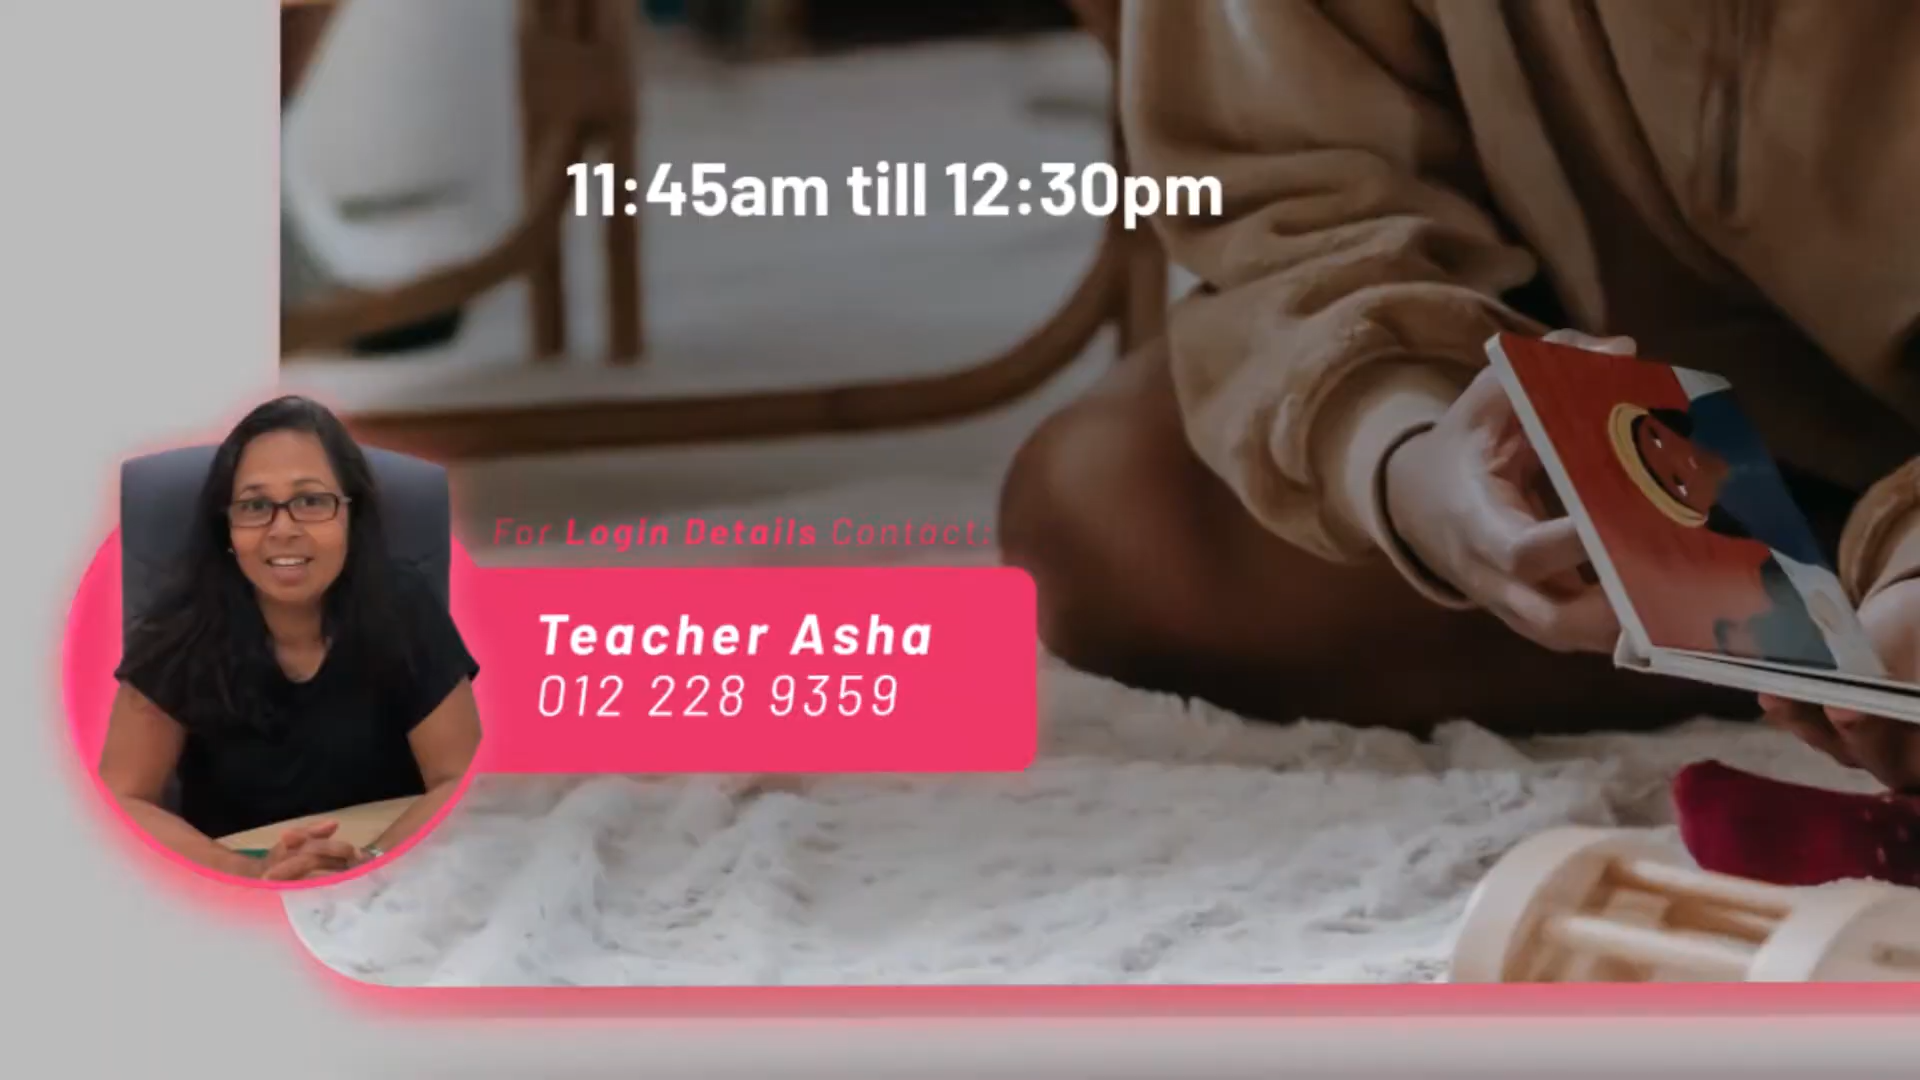 11:45am till 12:30pm
For Login Details Contact:
Teacher Asha
012 228 9359